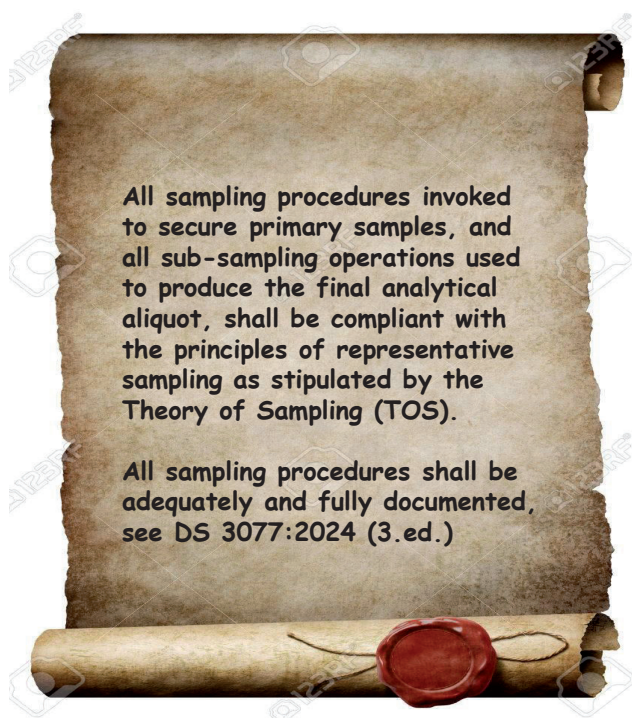 All sampling procedures invoked
to secure primary samples, and
all sub-sampling operations used
to produce the final analytical
aliquot, shall be compliant with
the principles of representative
sampling as stipulated by the
Theory of Sampling (TOS).
All sampling procedures shall be
adequately and fully documented,
see DS 3077:2024 (3.ed.)